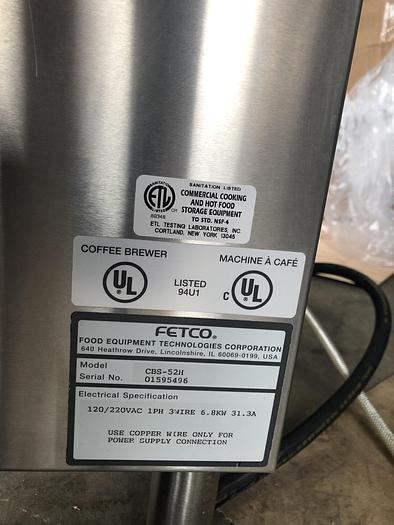 SANITATION LISTED
COMMERCIAL COOKING
AND HOT FOOD
STORAGE EQUIPMENT
TO STD. NSF-4
ETL TESTING LABORATORIES, INC.
CORTLAND, NEW YORK 13045
ETL
CM
69348
COFFEE BREWER
MACHINE À CAFÉ
UL
LISTED
94U1
C UL
FETCO®
FOOD EQUIPMENT TECHNOLOGIES CORPORATION
640 Heathrow Drive, Lincolnshire, IL 60069-0199, USA
Model CBS-52H
Serial No. 01595496
Electrical Specification
120/220VAC 1PH 3WIRE 6.8KW 31.3A
USE COPPER WIRE ONLY FOR
POWER SUPPLY CONNECTION